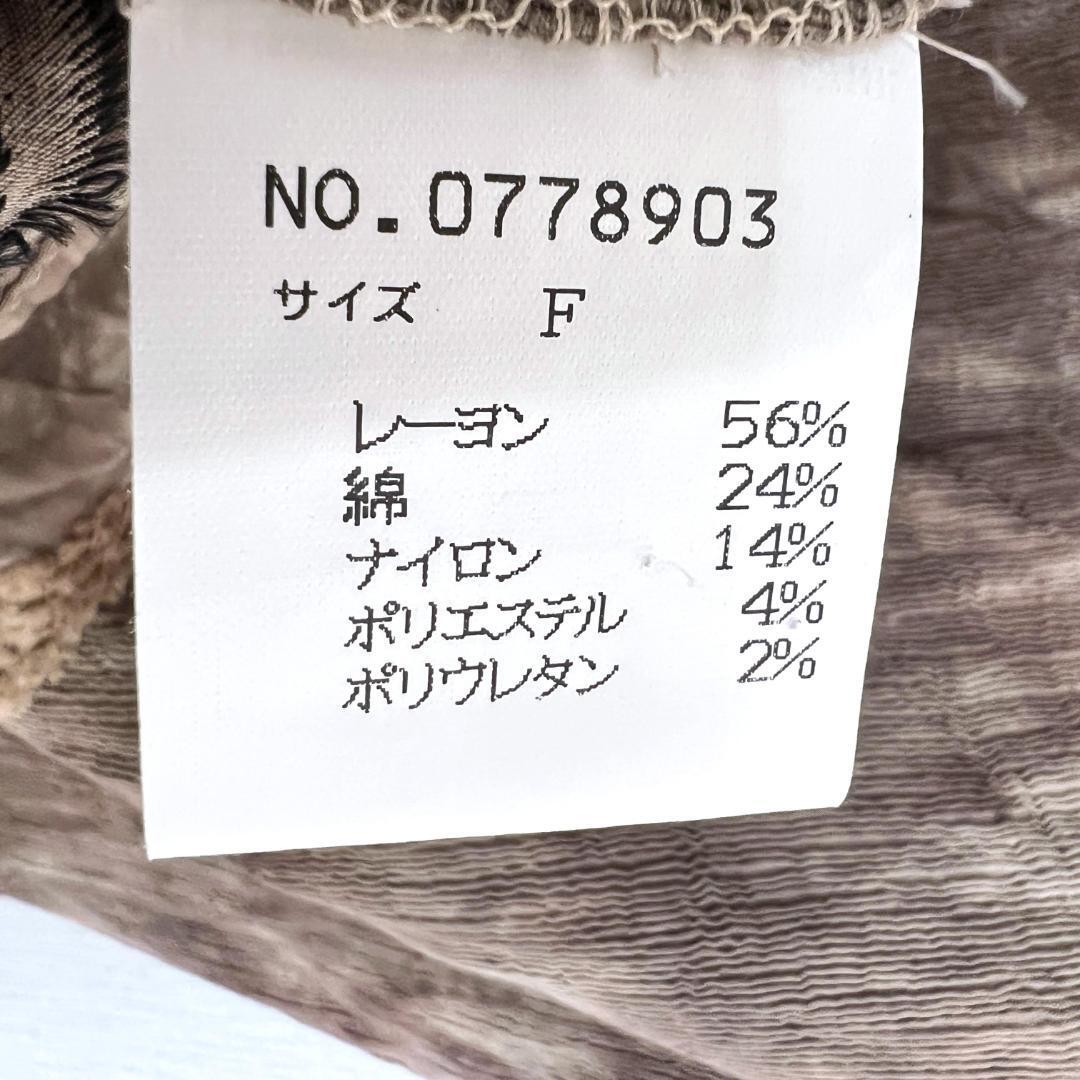 NO.0778903
サイズ F
レーヨン 56%
綿 24%
ナイロン 14%
ポリエステル 4%
ポリウレタン 2%